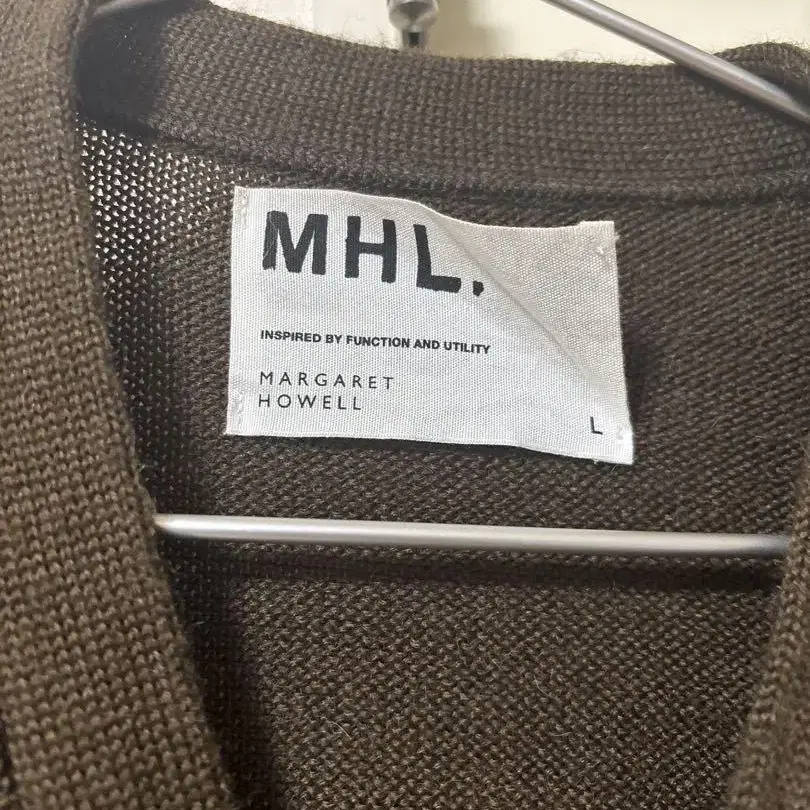 MHL.
INSPIRED BY FUNCTION AND UTILITY
MARGARET
HOWELL
L